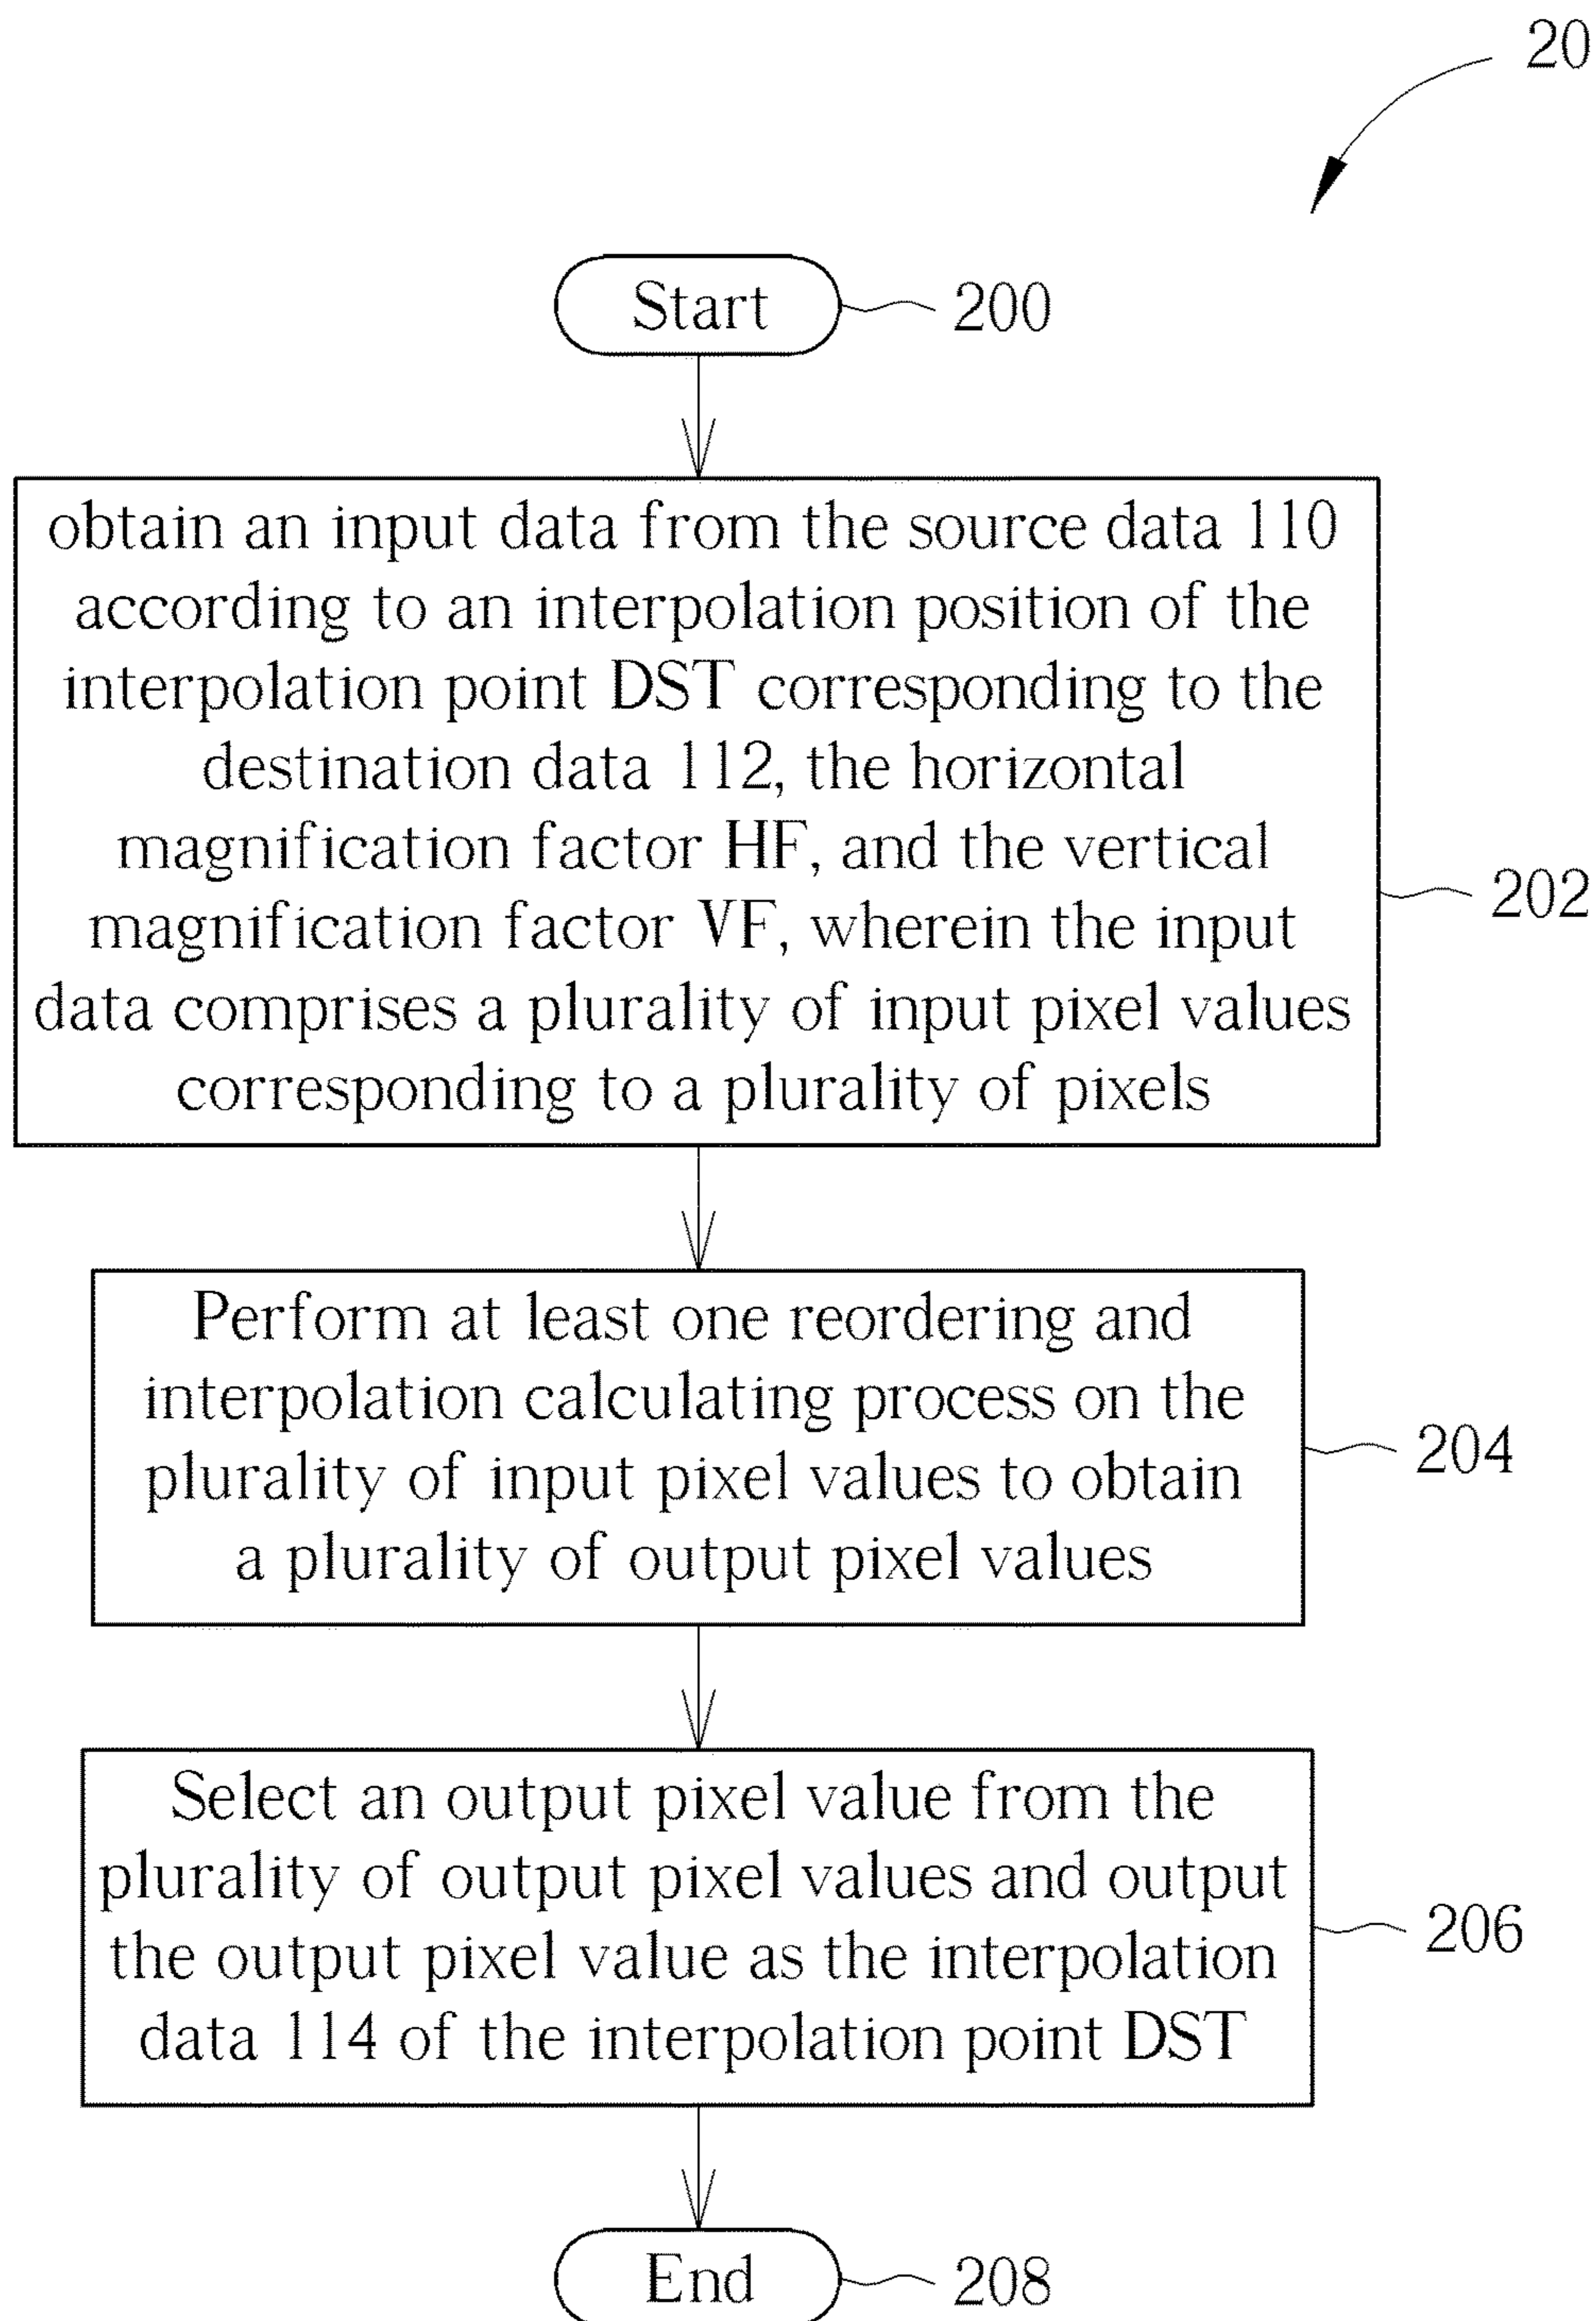 20
Start
200
obtain an input data from the source data 110
according to an interpolation position of the
interpolation point DST corresponding to the
destination data 112, the horizontal
magnification factor HF, and the vertical
magnification factor VF, wherein the input
data comprises a plurality of input pixel values
corresponding to a plurality of pixels
202
Perform at least one reordering and
interpolation calculating process on the
plurality of input pixel values to obtain
a plurality of output pixel values
204
Select an output pixel value from the
plurality of output pixel values and output
the output pixel value as the interpolation
data 114 of the interpolation point DST
206
End
208